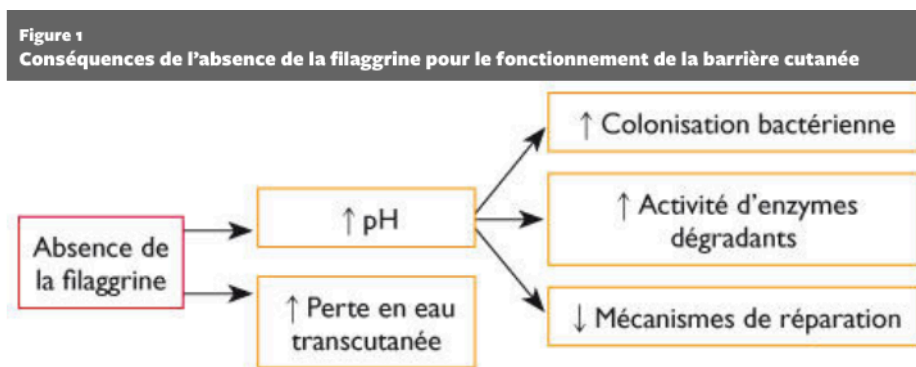 Figure 1
Conséquences de l'absence de la filaggrine pour le fonctionnement de la barrière cutanée
Absence de
la filaggrine
↑ pH
↑ Perte en eau
transcutanée
↑ Colonisation bactérienne
↑ Activité d'enzymes
dégradants
↓ Mécanismes de réparation